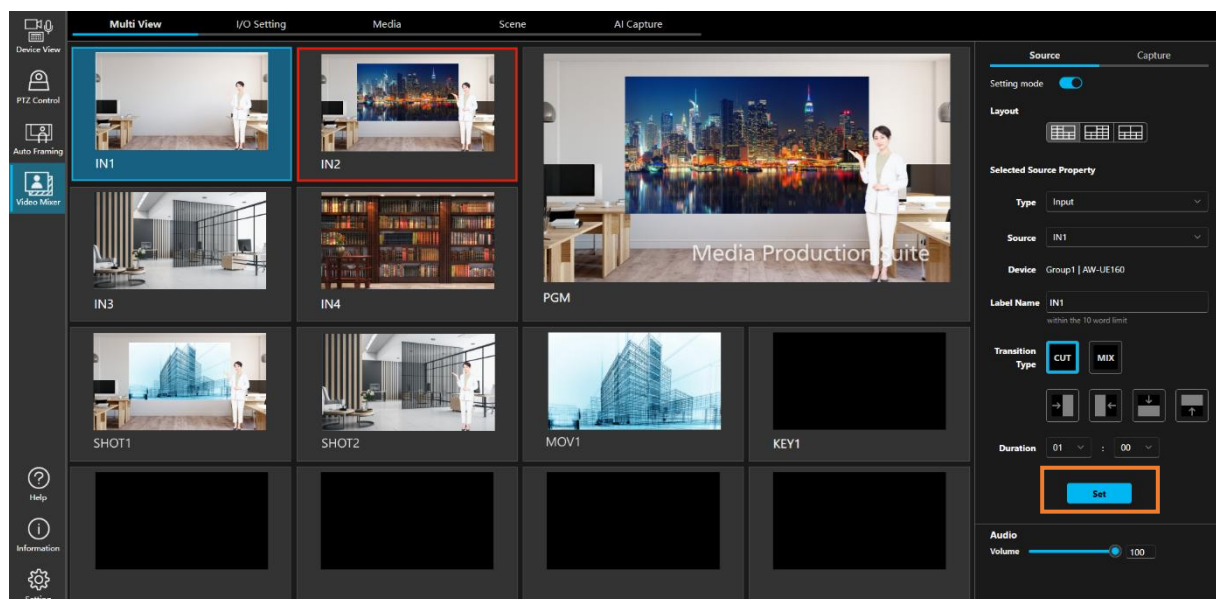 Multi View
I/O Setting
Media
Scene
AI Capture
Device View
PTZ Control
Auto Framing
Video Mixer
Help
Information
Setting
IN1
IN2
Media Production Suite
PGM
IN3
IN4
SHOT1
SHOT2
MOV1
KEY1
Source
Capture
Setting mode
Layout
Selected Source Property
Type Input
Source IN1
Device Group1 | AW-UE160
Label Name IN1
within the 10 word limit
Transition
Type
CUT MIX
Duration 01 : 00
Set
Audio
Volume 100